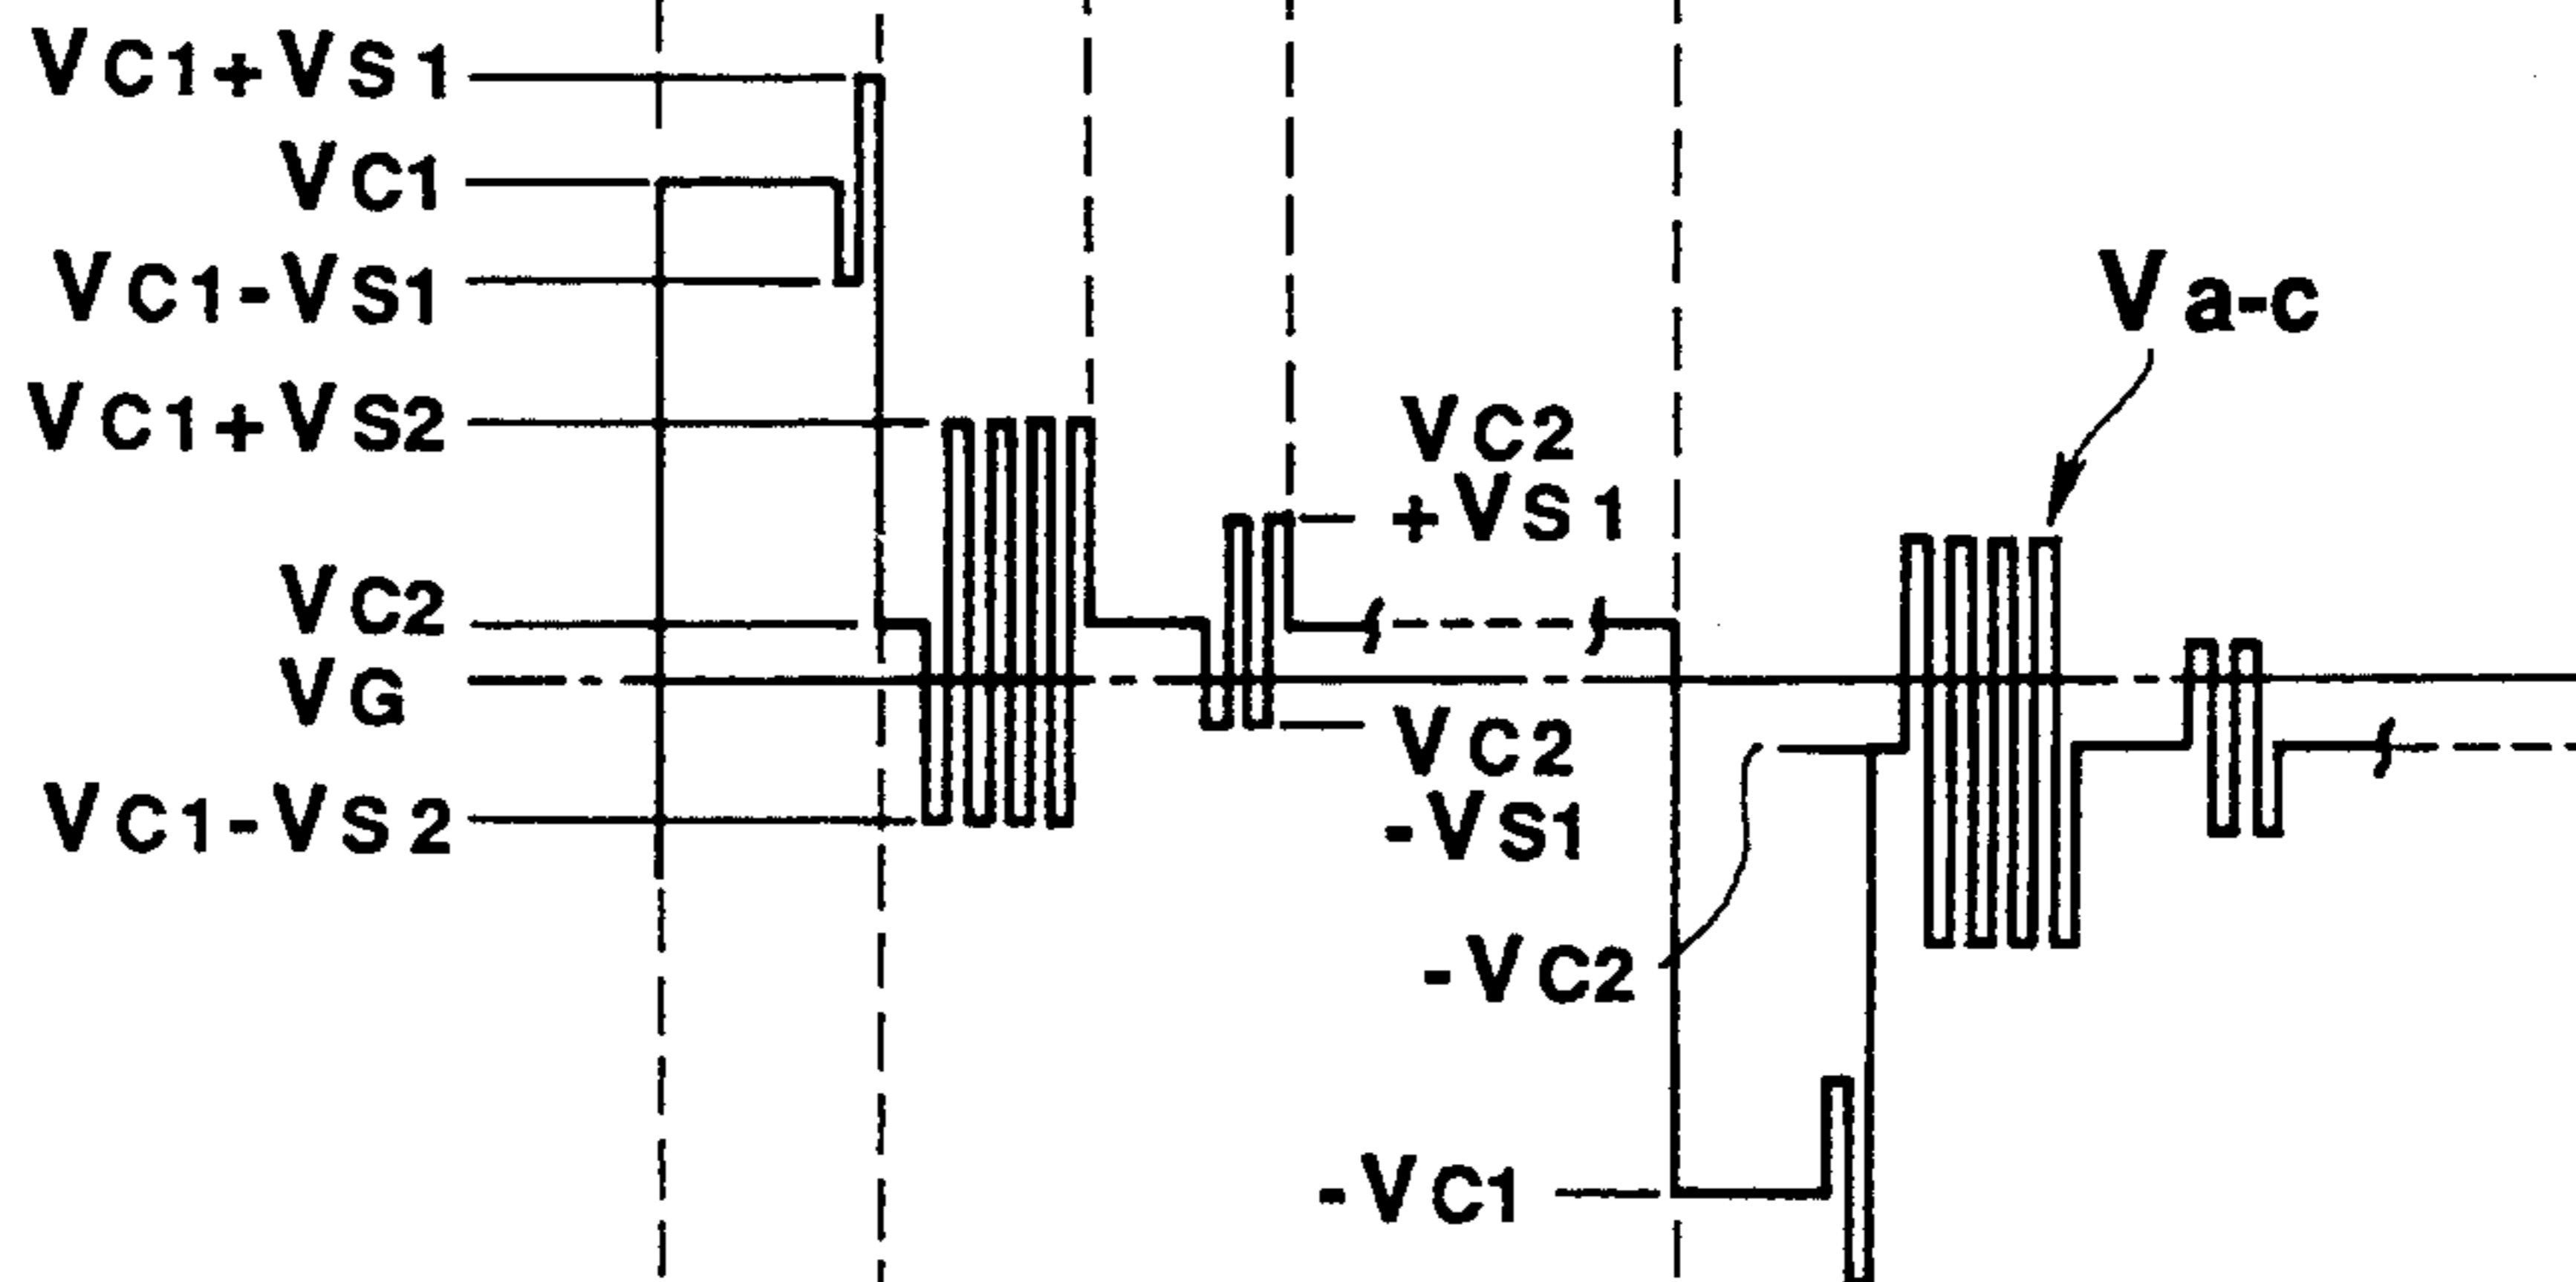 VC1+VS1
VC1
VC1-VS1
VC1+VS2
VC2
VG
VC1-VS2
VC2
+VS1
VC2
-VS1
-VC2
-VC1
Va-c